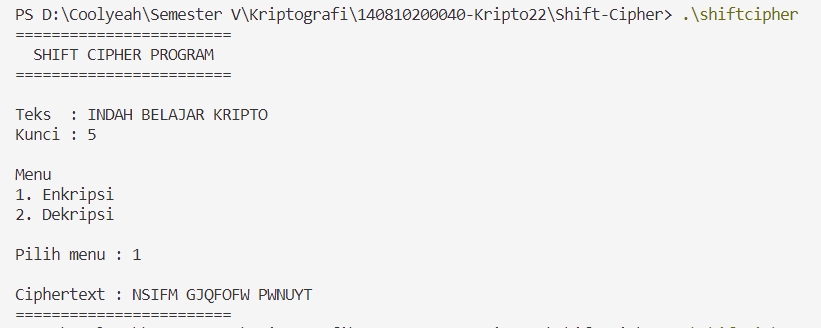 PS D:\Coolyeah\Semester V\Kriptografi\140810200040-Kripto22\Shift-Cipher> .\shiftcipher
========================
SHIFT CIPHER PROGRAM
========================
Teks : INDAH BELAJAR KRIPTO
Kunci : 5
Menu
1. Enkripsi
2. Dekripsi
Pilih menu : 1
Ciphertext : NSIFM GJQFOFW PWNUYT
========================